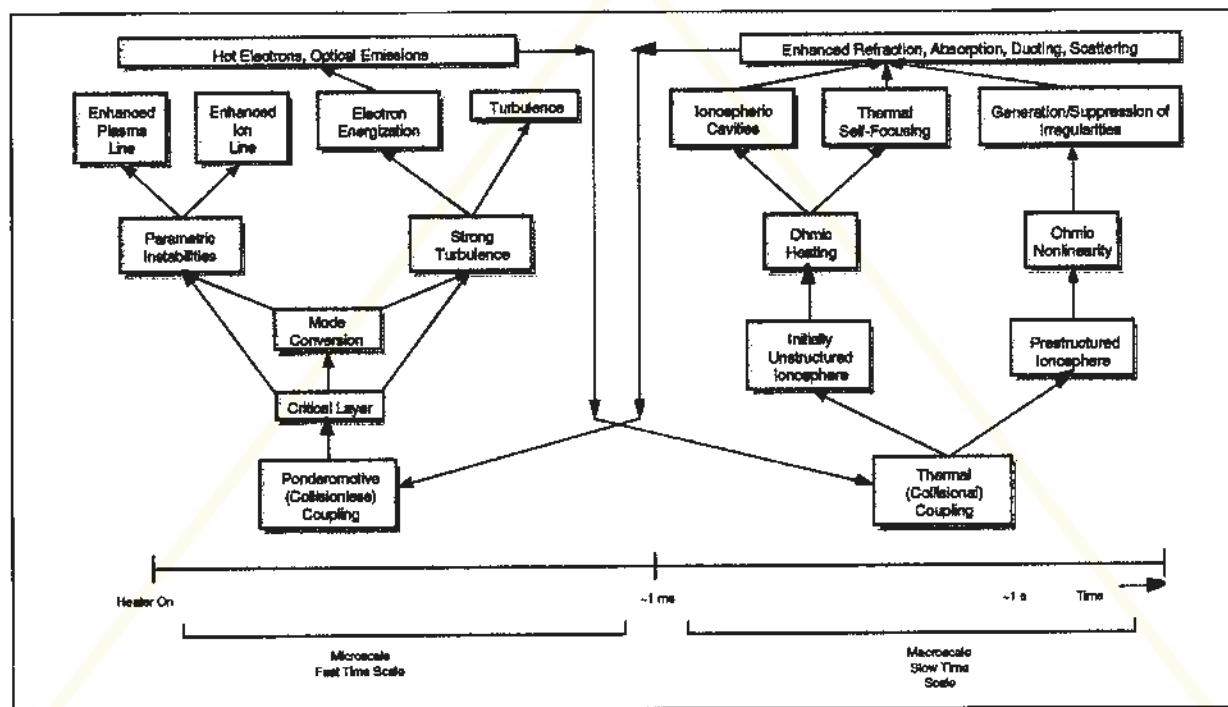 Hot Electrons, Optical Emissions
Enhanced Refraction, Absorption, Ducting, Scattering
Enhanced
Plasma
Line
Enhanced
Ion
Line
Electron
Energization
Turbulence
Ionospheric
Cavities
Thermal
Self-Focusing
Generation/Suppression of
Irregularities
Parametric
Instabilities
Strong
Turbulence
Ohmic
Heating
Ohmic
Nonlinearity
Mode
Conversion
Initially
Unstructured
Ionosphere
Prestructured
Ionosphere
Critical Layer
Ponderomotive
(Collisionless)
Coupling
Thermal
(Collisional)
Coupling
Heater On
~1 ms
~1 s
Time
Microscale
Fast Time Scale
Macroscale
Slow Time
Scale